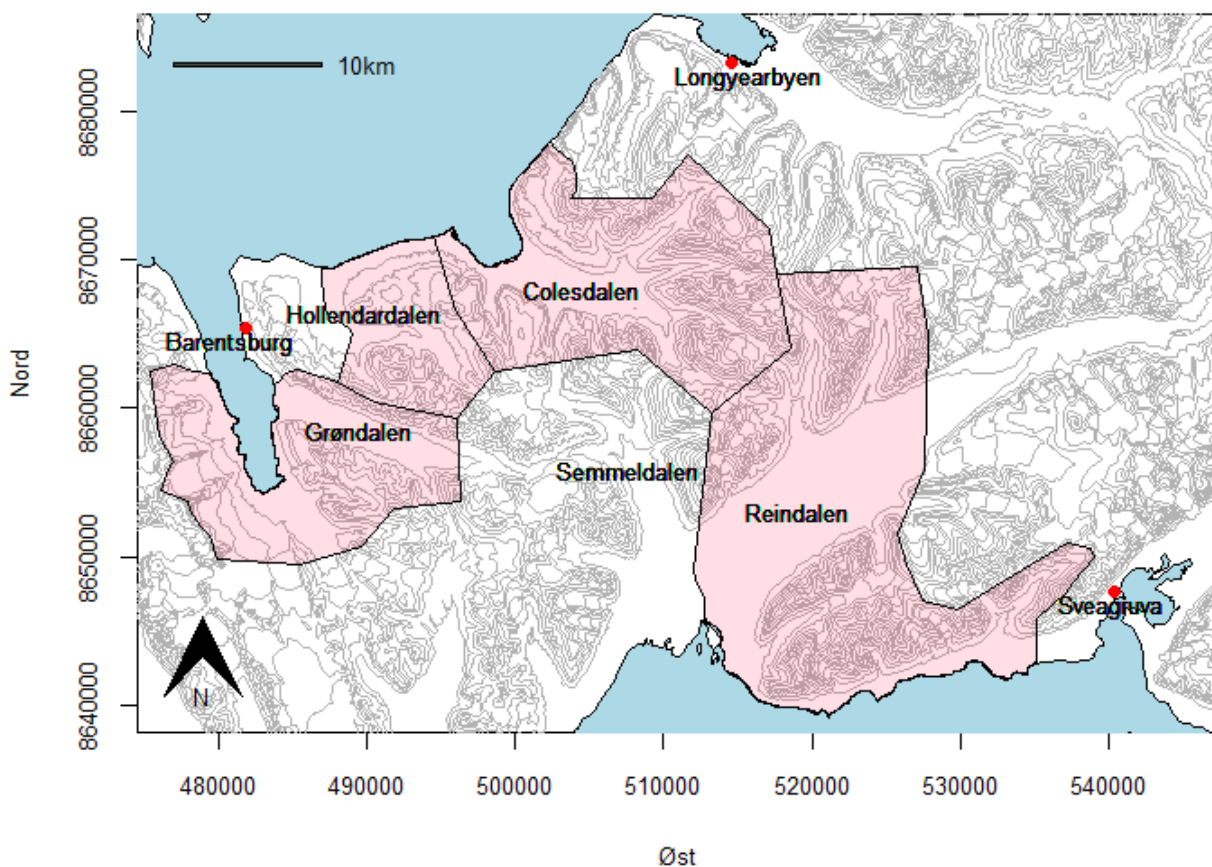 10km
Longyearbyen
Colesdalen
Hollendardalen
Barentsburg
Grøndalen
Semmeldalen
Reindalen
Sveagruva
N
Nord
8680000
8670000
8660000
8650000
8640000
480000
490000
500000
510000
520000
530000
540000
Øst